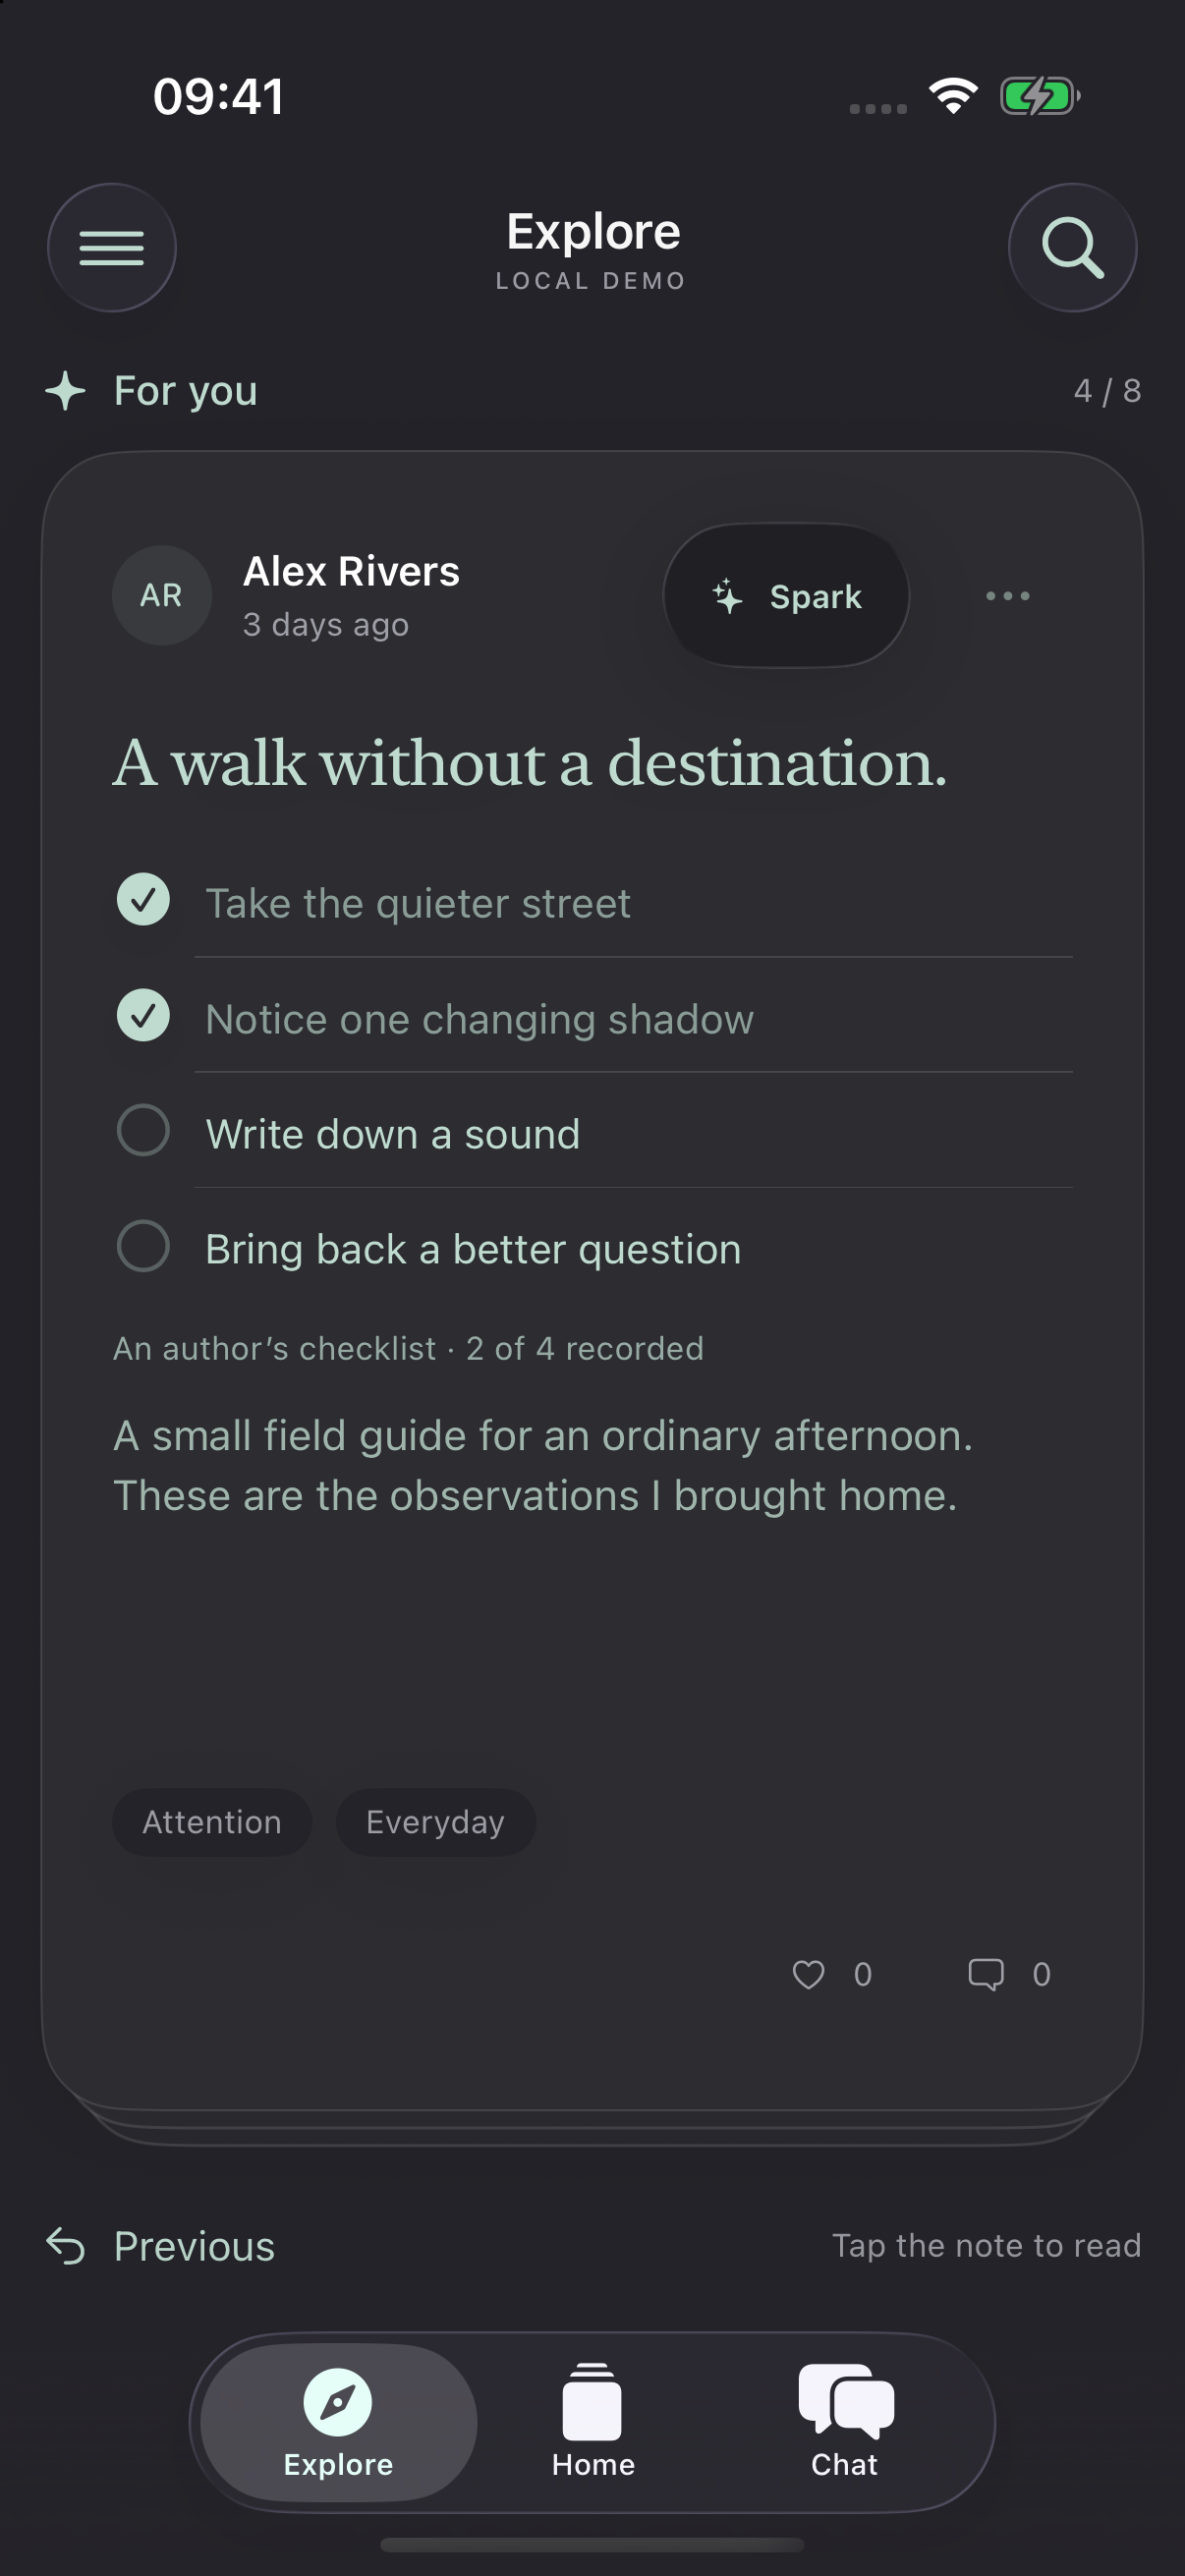 09:41
Explore
LOCAL DEMO
For you
4 / 8
AR
Alex Rivers
3 days ago
Spark
A walk without a destination.
Take the quieter street
Notice one changing shadow
Write down a sound
Bring back a better question
An author’s checklist · 2 of 4 recorded
A small field guide for an ordinary afternoon.
These are the observations I brought home.
Attention
Everyday
0
0
Previous
Tap the note to read
Explore
Home
Chat